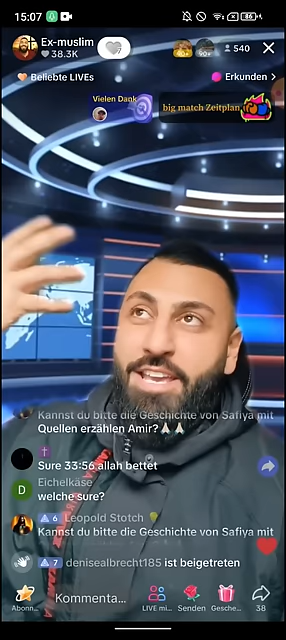 15:07
86
Ex-muslim
38.3K
540
Beliebte LIVEs
Erkunden
Vielen Dank
big match Zeitplan
Kannst du bitte die Geschichte von Safiya mit
Quellen erzählen Amir?🙏🏻🙏🏻
Sure 33:56 allah bettet
D Eichelkäse
welche sure?
6 Leopold Stotch
Kannst du bitte die Geschichte von Safiya mit
7 denisealbrecht185 ist beigetreten
Abonn...
Kommenta...
LIVE mi...
Senden
Gesche...
38